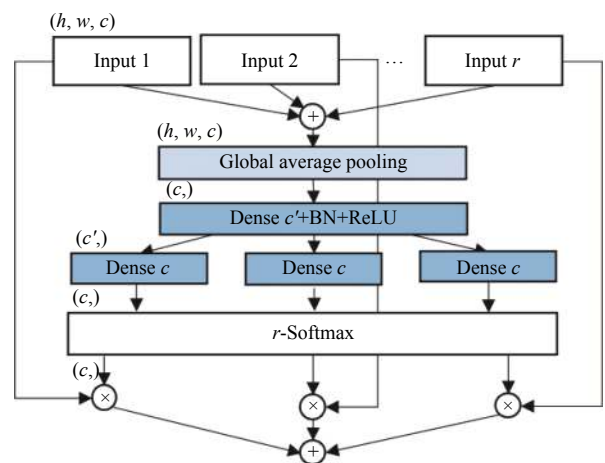 (h, w, c)
Input 1
Input 2
...
Input r
+
(h, w, c)
Global average pooling
(c,)
Dense c'+BN+ReLU
(c',)
Dense c
Dense c
Dense c
(c,)
r-Softmax
(c,)
×
×
×
+